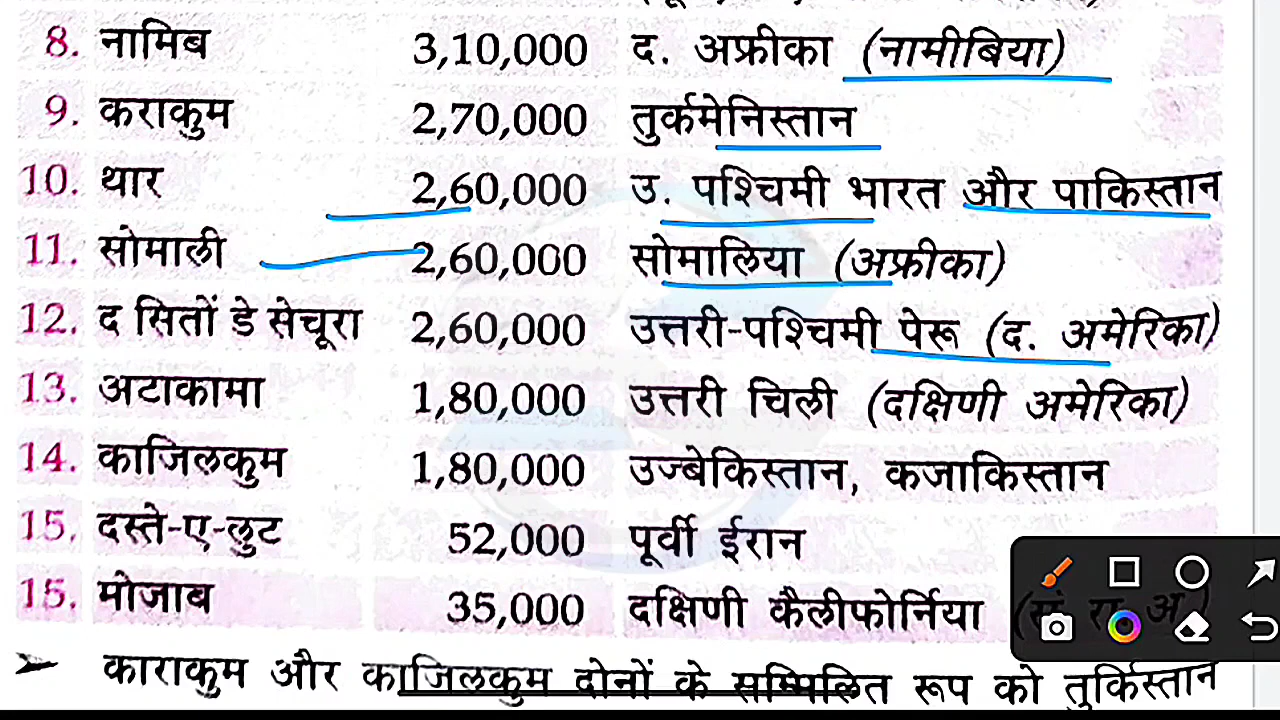 8. नामिब 3,10,000 द. अफ्रीका (नामीबिया)
9. कराकुम 2,70,000 तुर्कमेनिस्तान
10. थार 2,60,000 उ. पश्चिमी भारत और पाकिस्तान
11. सोमाली 2,60,000 सोमालिया (अफ्रीका)
12. द सितों डे सेचूरा 2,60,000 उत्तरी-पश्चिमी पेरू (द. अमेरिका)
13. अटाकामा 1,80,000 उत्तरी चिली (दक्षिणी अमेरिका)
14. काजिलकुम 1,80,000 उज्बेकिस्तान, कजाकिस्तान
15. दस्ते-ए-लुट 52,000 पूर्वी ईरान
15. मोजाव 35,000 दक्षिणी कैलीफोर्निया (सं. रा. अ.)
➢ काराकुम और काजिलकुम दोनों के सम्मिलित रूप को तुर्किस्तान